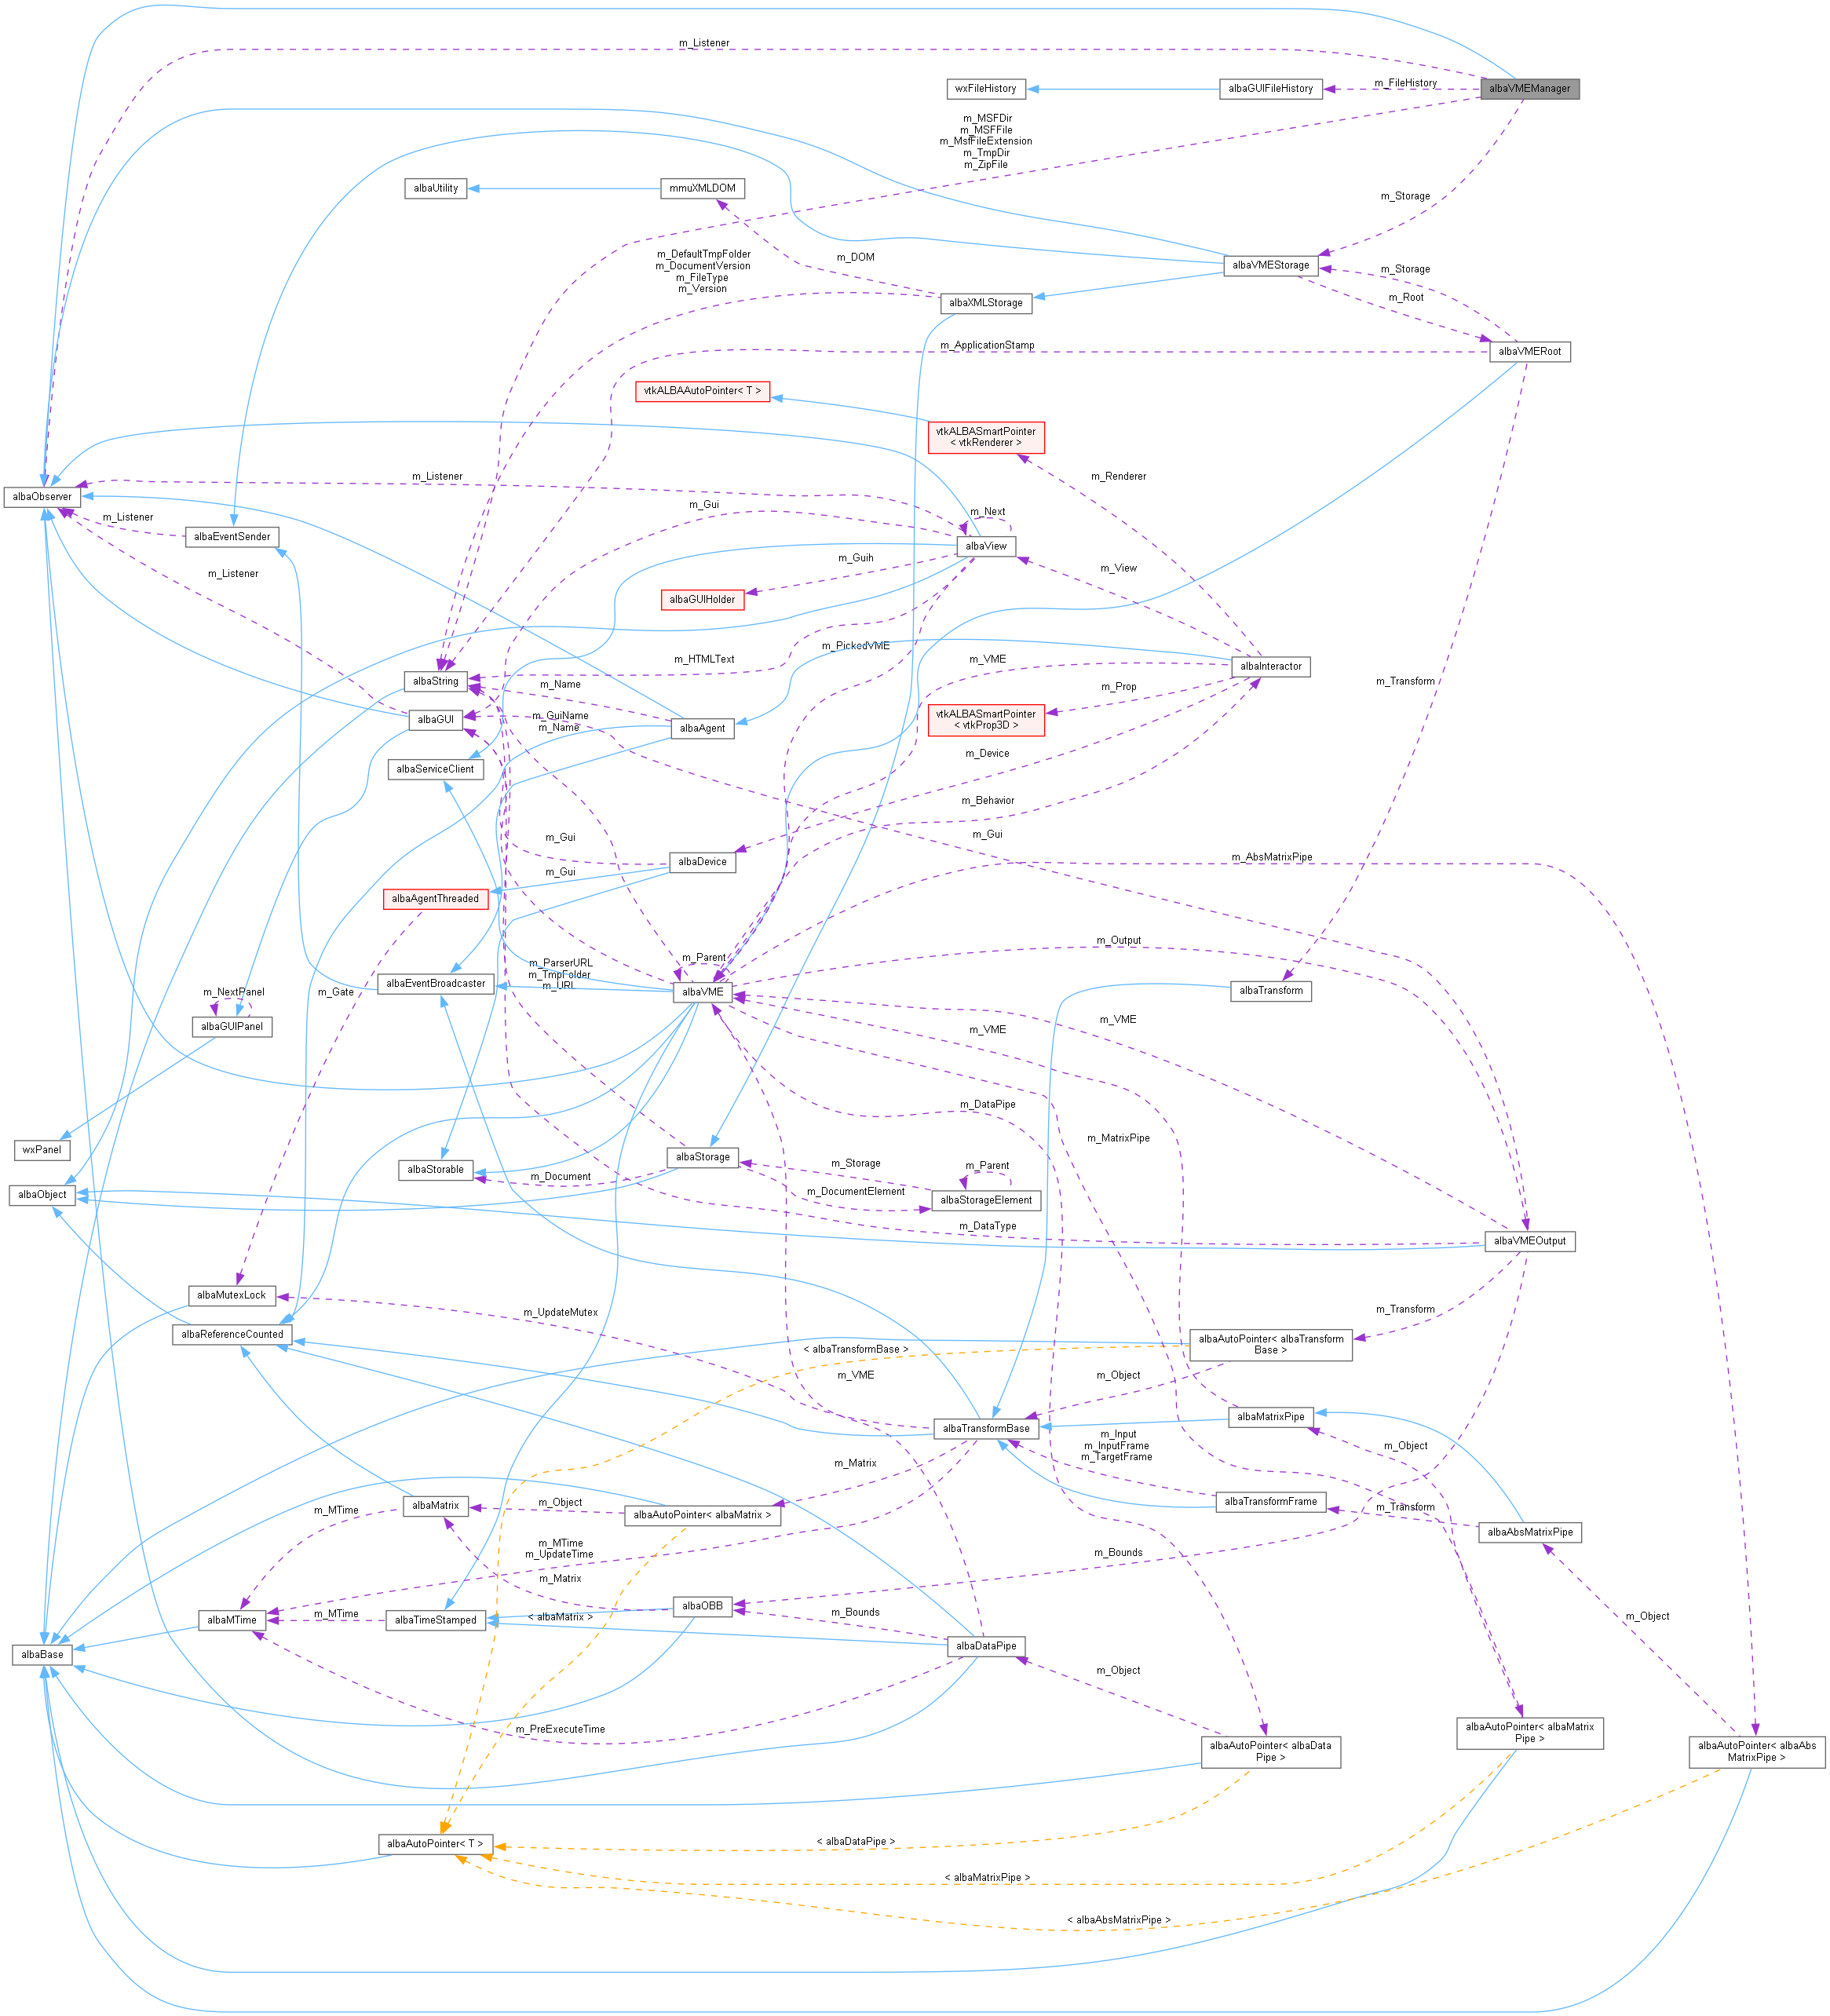 m_Listener
wxFileHistory
albaGUIFileHistory
m_FileHistory
albaVMEManager
m_MSFDir
m_MSFFile
m_MsfFileExtension
m_TmpDir
m_ZipFile
albaUtility
mmuXMLDOM
m_Storage
m_DefaultTmpFolder
m_DocumentVersion
m_FileType
m_Version
m_DOM
albaVMEStorage
m_Storage
albaXMLStorage
m_Root
m_ApplicationStamp
albaVMERoot
vtkALBAAutoPointer< T >
vtkALBASmartPointer
< vtkRenderer >
m_Listener
m_Renderer
albaObserver
m_Gui
m_Next
m_Listener
albaEventSender
albaView
m_Guih
m_View
m_Listener
albaGUIHolder
m_PickedVME
m_HTMLText
m_VME
albaInteractor
albaString
m_Name
m_Prop
m_Transform
albaGUI
m_GuiName
m_Name
albaAgent
vtkALBASmartPointer
< vtkProp3D >
albaServiceClient
m_Device
m_Behavior
m_Gui
m_Gui
albaDevice
m_AbsMatrixPipe
m_Gui
albaAgentThreaded
m_Output
m_Parent
m_ParserURL
m_TmpFolder
m_URL
m_Gate
albaEventBroadcaster
m_NextPanel
albaVME
albaTransform
albaGUIPanel
m_VME
m_VME
m_DataPipe
m_MatrixPipe
wxPanel
albaStorable
albaStorage
m_Storage
m_Parent
m_Document
m_DocumentElement
albaObject
albaStorageElement
m_DataType
albaVMEOutput
albaMutexLock
m_UpdateMutex
m_Transform
albaReferenceCounted
albaAutoPointer< albaTransform
Base >
< albaTransformBase >
m_VME
m_Object
albaTransformBase
albaMatrixPipe
m_Input
m_InputFrame
m_TargetFrame
m_Object
m_Matrix
albaMatrix
m_Object
albaAutoPointer< albaMatrix >
albaTransformFrame
m_Transform
m_MTime
albaAbsMatrixPipe
m_MTime
m_UpdateTime
m_Bounds
m_Matrix
albaMTime
m_MTime
albaTimeStamped
albaOBB
< albaMatrix >
m_Bounds
m_Object
albaBase
albaDataPipe
m_Object
m_PreExecuteTime
albaAutoPointer< albaData
Pipe >
albaAutoPointer< albaMatrix
Pipe >
albaAutoPointer< albaAbs
MatrixPipe >
albaAutoPointer< T >
< albaDataPipe >
< albaMatrixPipe >
< albaAbsMatrixPipe >